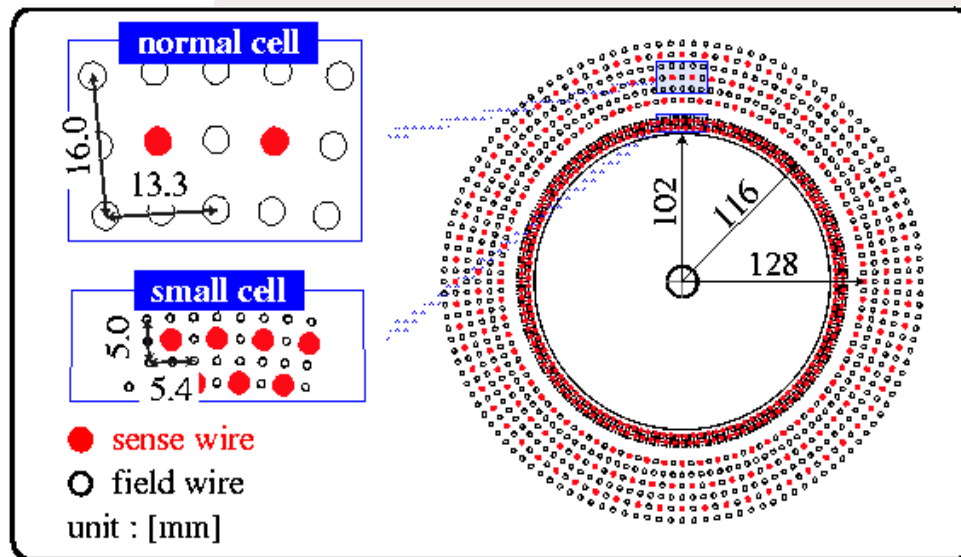 normal cell
16.0
13.3
small cell
5.0
5.4
sense wire
field wire
unit : [mm]
102
116
128